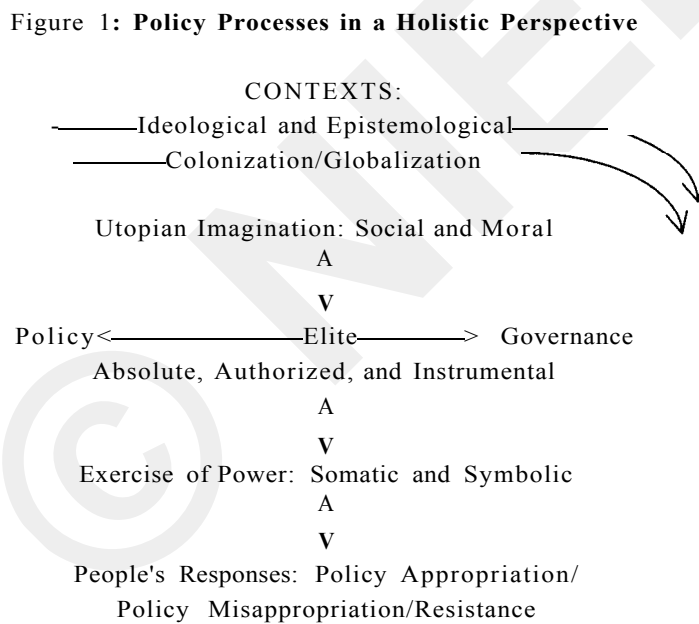 Figure 1: Policy Processes in a Holistic Perspective
CONTEXTS:
Ideological and Epistemological
Colonization/Globalization
Utopian Imagination: Social and Moral
A
V
Policy< Elite > Governance
Absolute, Authorized, and Instrumental
A
V
Exercise of Power: Somatic and Symbolic
A
V
People's Responses: Policy Appropriation/
Policy Misappropriation/Resistance